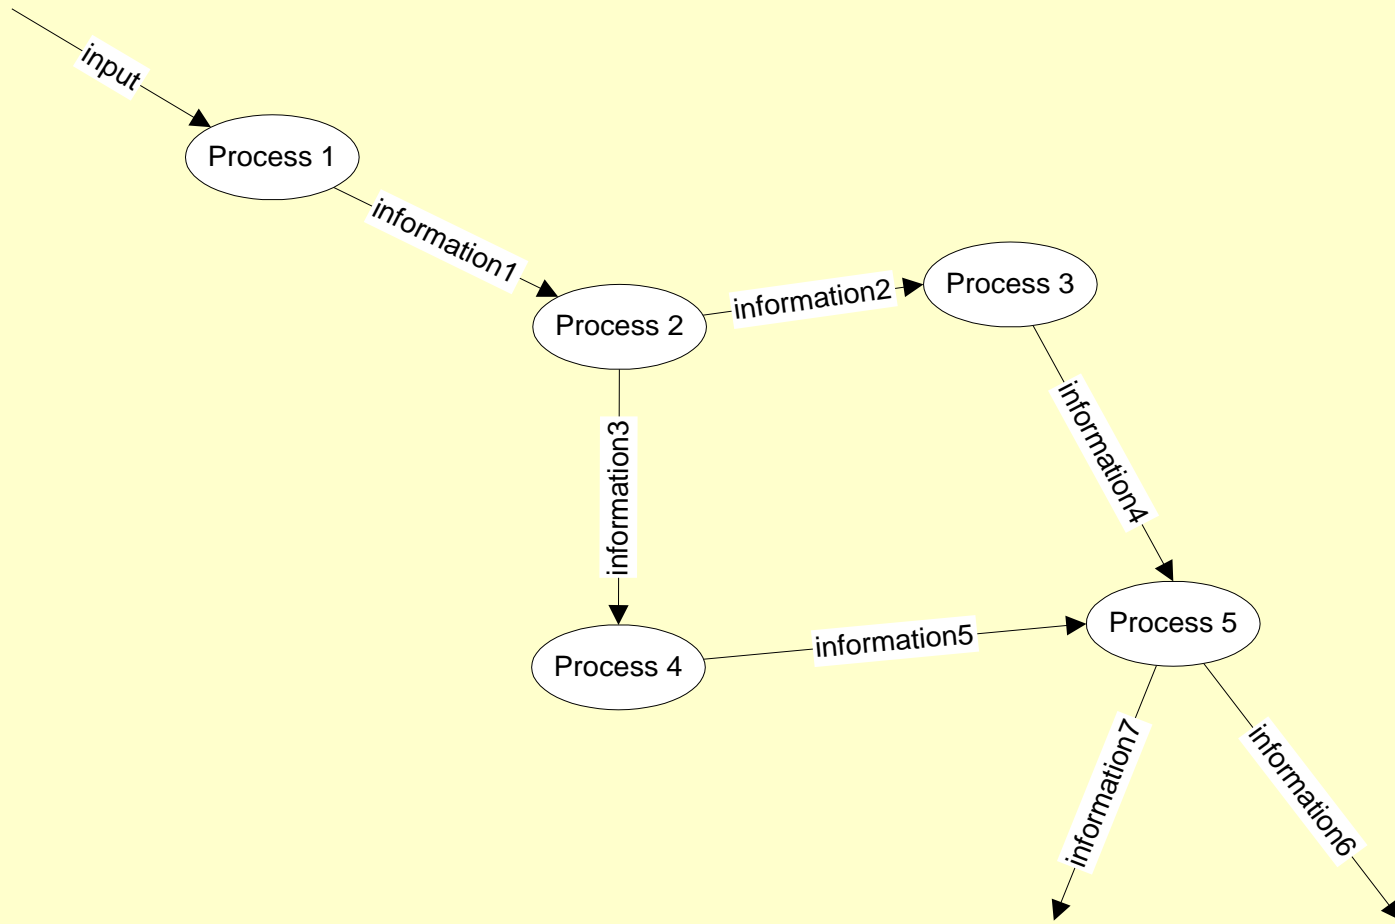 input
Process 1
information1
Process 2
information2
Process 3
information3
information4
Process 4
information5
Process 5
information7
information6